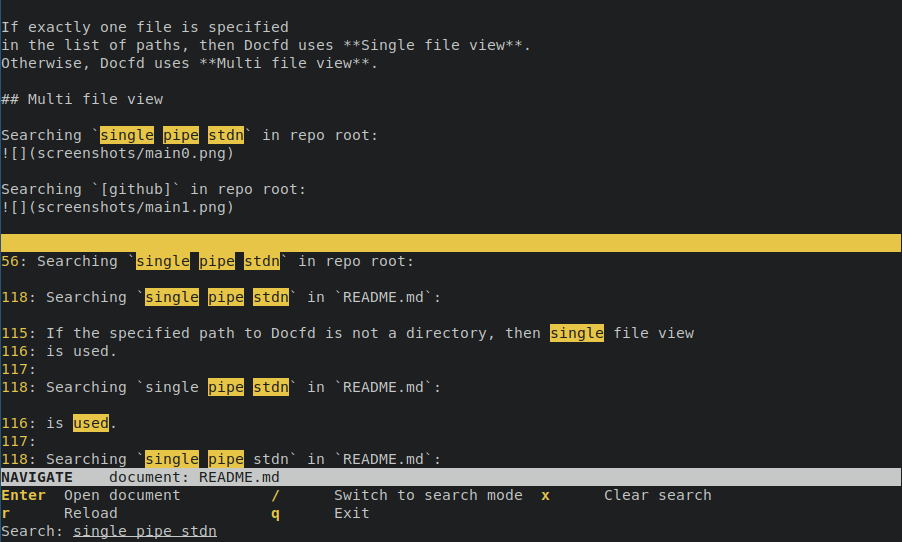 If exactly one file is specified
in the list of paths, then Docfd uses **Single file view**.
Otherwise, Docfd uses **Multi file view**.
## Multi file view
Searching `single pipe stdn` in repo root:
![](screenshots/main0.png)
Searching `[github]` in repo root:
![](screenshots/main1.png)
56: Searching `single pipe stdn` in repo root:
118: Searching `single pipe stdn` in `README.md`:
115: If the specified path to Docfd is not a directory, then single file view
116: is used.
117:
118: Searching `single pipe stdn` in `README.md`:
116: is used.
117:
118: Searching `single pipe stdn` in `README.md`:
NAVIGATE    document: README.md
Enter  Open document          /      Switch to search mode  x      Clear search
r      Reload                 q      Exit
Search: single pipe stdn